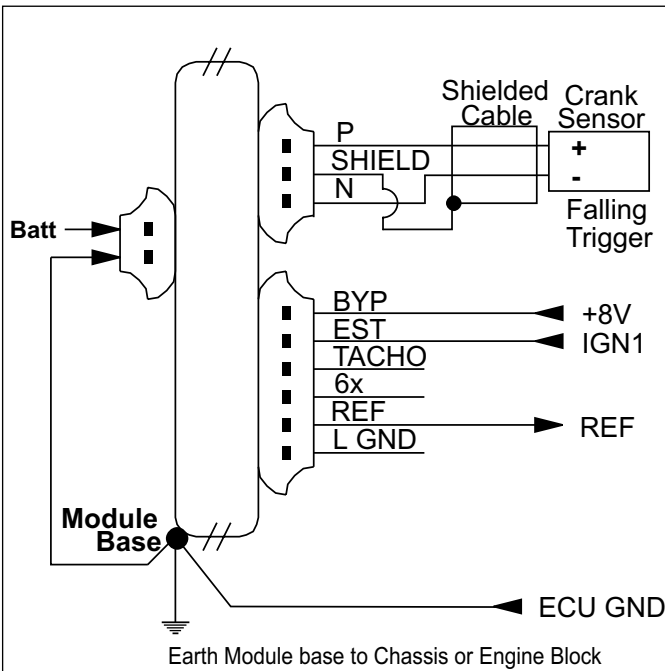 Shielded
Cable
Crank
Sensor
P
SHIELD
N
+
-
Falling
Trigger
Batt
BYP
EST
TACHO
6x
REF
L GND
+8V
IGN1
REF
Module
Base
ECU GND
Earth Module base to Chassis or Engine Block